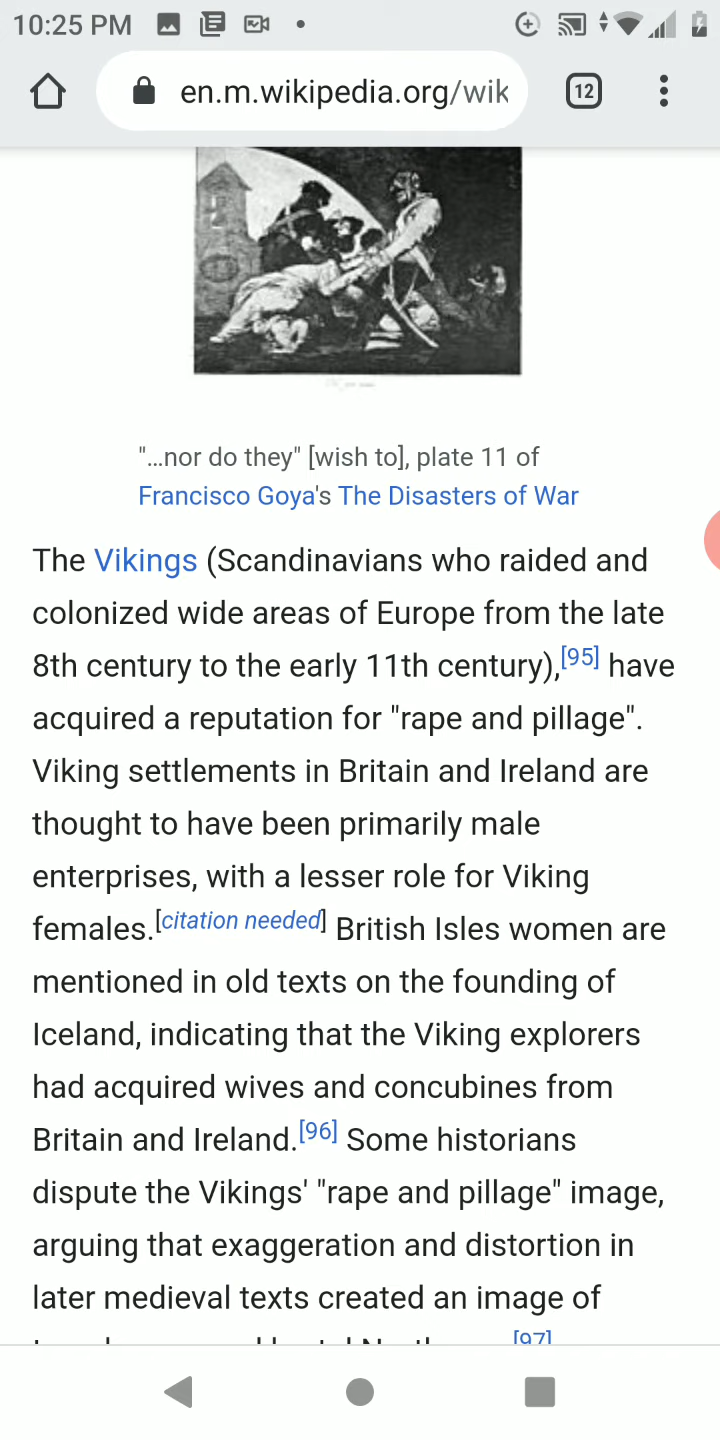 10:25 PM
en.m.wikipedia.org/wik
12
"...nor do they" [wish to], plate 11 of
Francisco Goya's The Disasters of War
The Vikings (Scandinavians who raided and
colonized wide areas of Europe from the late
8th century to the early 11th century),[95] have
acquired a reputation for "rape and pillage".
Viking settlements in Britain and Ireland are
thought to have been primarily male
enterprises, with a lesser role for Viking
females.[citation needed] British Isles women are
mentioned in old texts on the founding of
Iceland, indicating that the Viking explorers
had acquired wives and concubines from
Britain and Ireland.[96] Some historians
dispute the Vikings' "rape and pillage" image,
arguing that exaggeration and distortion in
later medieval texts created an image of
[97]